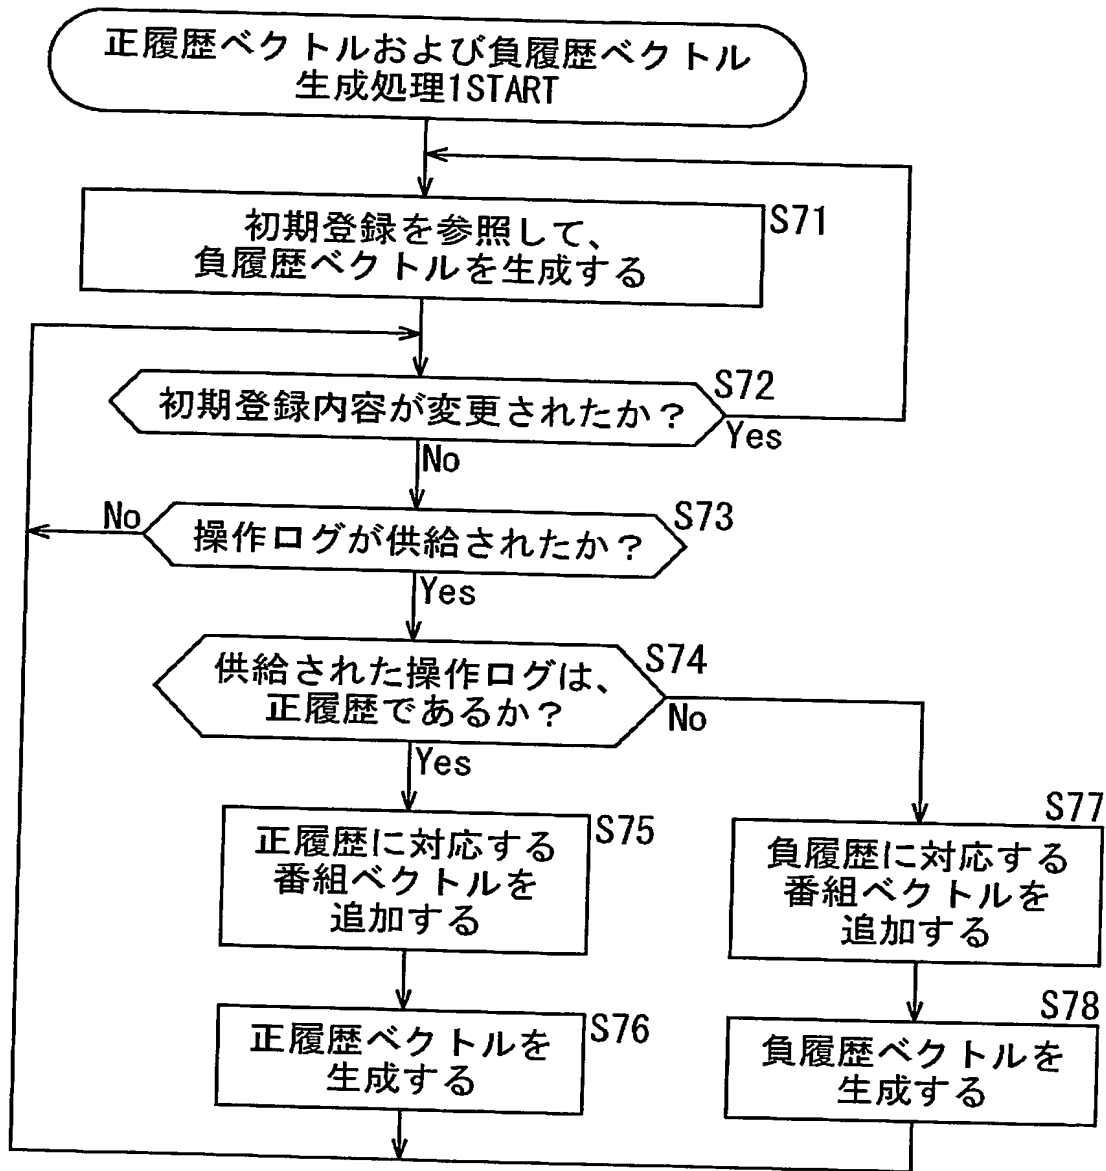 正履歴ベクトルおよび負履歴ベクトル
生成処理1START
初期登録を参照して、
負履歴ベクトルを生成する
S71
初期登録内容が変更されたか？
S72
Yes
No
操作ログが供給されたか？
S73
No
Yes
供給された操作ログは、
正履歴であるか？
S74
No
Yes
正履歴に対応する
番組ベクトルを
追加する
S75
負履歴に対応する
番組ベクトルを
追加する
S77
正履歴ベクトルを
生成する
S76
負履歴ベクトルを
生成する
S78